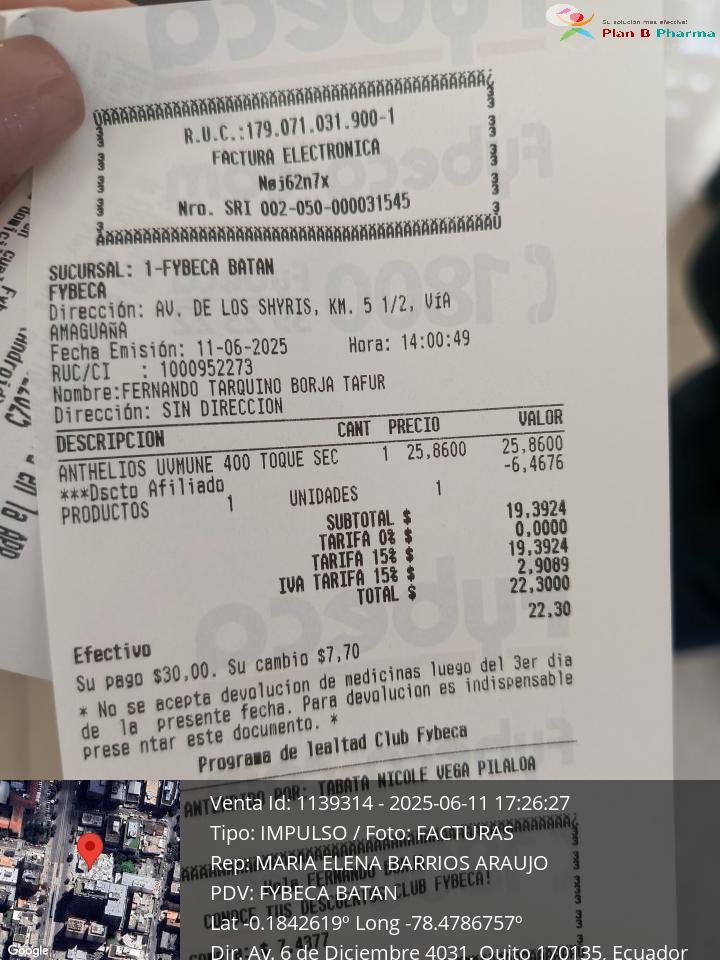 Su solución mas efectiva!
Plan B Pharma
R.U.C.:179.071.031.900-1
FACTURA ELECTRONICA
Nøj62n7x
Nro. SRI 002-050-000031545
SUCURSAL: 1-FYBECA BATAN
FYBECA
Dirección: AV. DE LOS SHYRIS, KM. 5 1/2, VíA
AMAGUAñA
Fecha Emisión: 11-06-2025 Hora: 14:00:49
RUC/CI : 1000952273
Nombre:FERNANDO TARQUINO BORJA TAFUR
Dirección: SIN DIRECCION
DESCRIPCION CANT PRECIO VALOR
ANTHELIOS UVMUNE 400 TOQUE SEC 1 25,8600 25,8600
***Dscto Afiliado -6,4676
PRODUCTOS 1 UNIDADES 1
SUBTOTAL $ 19,3924
TARIFA 0% $ 0,0000
TARIFA 15% $ 19,3924
IVA TARIFA 15% $ 2,9089
TOTAL $ 22,3000
22,30
Efectivo
Su pago $30,00. Su cambio $7,70
* No se acepta devolucion de medicinas luego del 3er dia
de la presente fecha. Para devolucion es indispensable
prese ntar este documento. *
Programa de lealtad Club Fybeca
ANTENDIDO POR: TABATA NICOLE VEGA PILALOA
Venta Id: 1139314 - 2025-06-11 17:26:27
Tipo: IMPULSO / Foto: FACTURAS
Rep: MARIA ELENA BARRIOS ARAUJO
PDV: FYBECA BATAN
Lat -0.1842619º Long -78.4786757º
Dir. Av. 6 de Diciembre 4031, Quito 170135, Ecuador
Google